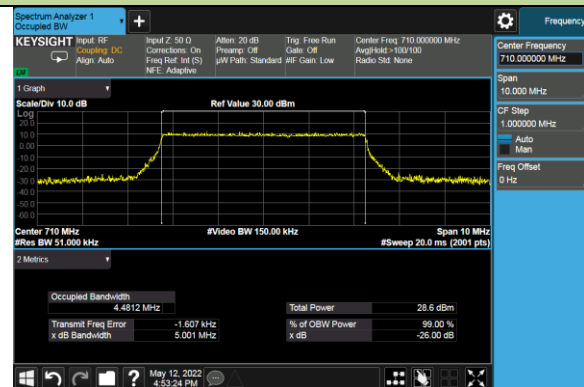 Spectrum Analyzer 1
Occupied BW
+
Frequency
KEYSIGHT
Input: RF
Coupling: DC
Align: Auto
Input Z: 50 Ω
Corrections: On
Freq Ref: Int (S)
NFE: Adaptive
Atten: 20 dB
Preamp: Off
µW Path: Standard
Trig: Free Run
Gate: Off
#IF Gain: Low
Center Freq: 710.000000 MHz
Avg|Hold:>100/100
Radio Std: None
Center Frequency
710.000000 MHz
Span
10.000 MHz
CF Step
1.000000 MHz
Auto
Man
Freq Offset
0 Hz
1 Graph
Scale/Div 10.0 dB
Ref Value 30.00 dBm
Log
20.0
10.0
0.00
-10.0
-20.0
-30.0
-40.0
-50.0
-60.0
Center 710 MHz
#Video BW 150.00 kHz
Span 10 MHz
#Res BW 51.000 kHz
#Sweep 20.0 ms (2001 pts)
2 Metrics
Occupied Bandwidth
4.4812 MHz
Total Power 28.6 dBm
Transmit Freq Error -1.607 kHz
% of OBW Power 99.00 %
x dB Bandwidth 5.001 MHz
x dB -26.00 dB
?
May 12, 2022
4:53:24 PM